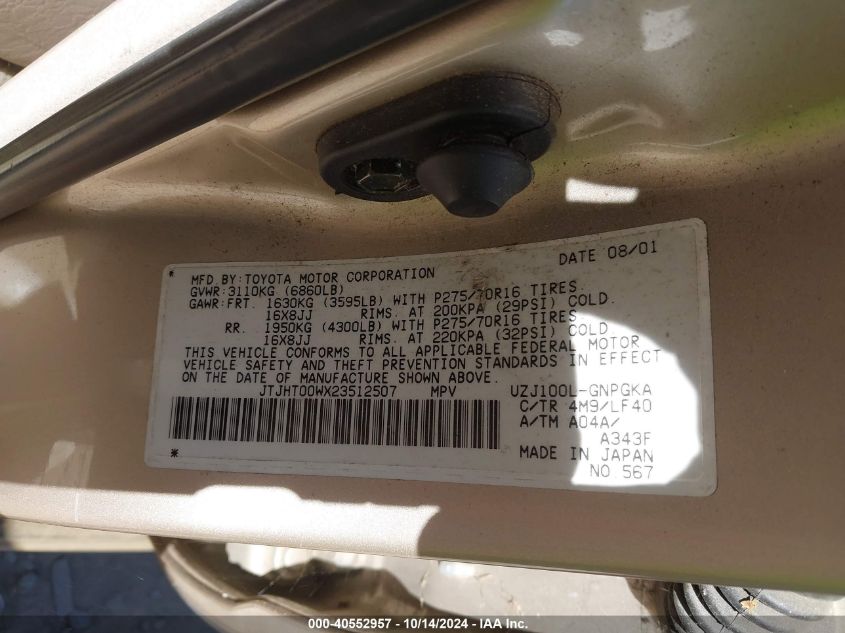 DATE 08/01
MFD BY: TOYOTA MOTOR CORPORATION
GVWR: 3110KG (6860LB)
GAWR: FRT. 1630KG (3595LB) WITH P275/70R16 TIRES.
16X8JJ RIMS. AT 200KPA (29PSI) COLD.
RR. 1950KG (4300LB) WITH P275/70R16 TIRES
16X8JJ RIMS. AT 220KPA (32PSI) COLD.
THIS VEHICLE CONFORMS TO ALL APPLICABLE FEDERAL MOTOR
VEHICLE SAFETY AND THEFT PREVENTION STANDARDS IN EFFECT
ON THE DATE OF MANUFACTURE SHOWN ABOVE.
JTJHT00WX23512507 MPV UZJ100L-GNPGKA
C/TR 4M9/LF40
A/TM A04A/
A343F
MADE IN JAPAN
NO. 567
000-40552957 - 10/14/2024 - IAA Inc.